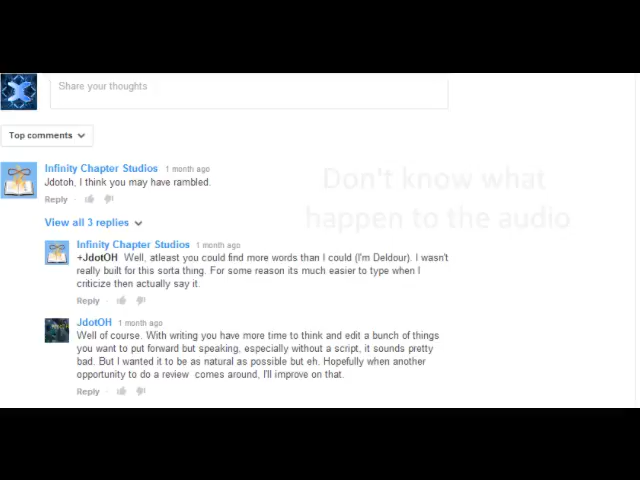 Share your thoughts
Top comments
Infinity Chapter Studios 1 month ago
Jdotoh, I think you may have rambled.
Reply ·
Don't know what
happen to the audio
View all 3 replies
Infinity Chapter Studios 1 month ago
+JdotOH Well, atleast you could find more words than I could (I'm Deldour). I wasn't
really built for this sorta thing. For some reason its much easier to type when I
criticize then actually say it.
Reply ·
JdotOH 1 month ago
Well of course. With writing you have more time to think and edit a bunch of things
you want to put forward but speaking, especially without a script, it sounds pretty
bad. But I wanted it to be as natural as possible but eh. Hopefully when another
opportunity to do a review comes around, I'll improve on that.
Reply ·